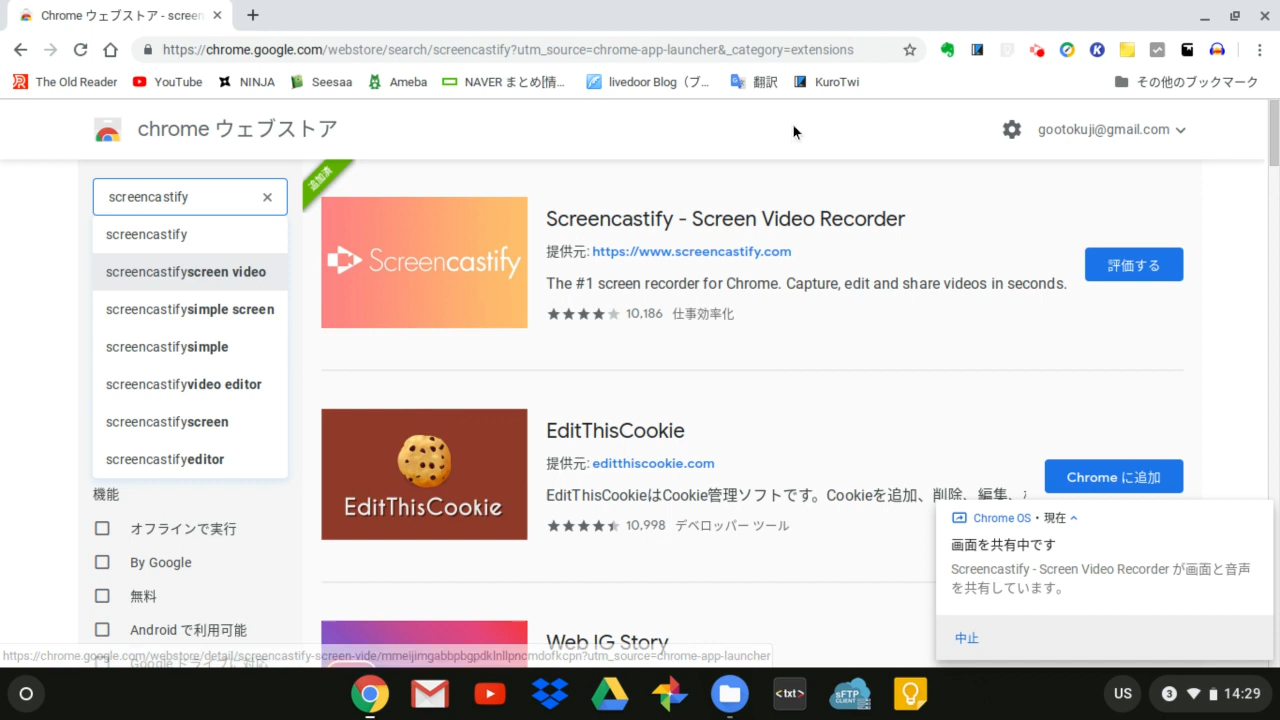 Chrome ウェブストア - screen
https://chrome.google.com/webstore/search/screencastify?utm_source=chrome-app-launcher&_category=extensions
The Old Reader YouTube NINJA Seesaa Ameba NAVER まとめ[情... livedoor Blog（ブ... 翻訳 KuroTwi その他のブックマーク
chrome ウェブストア
gootokuji@gmail.com
screencastify
screencastify
screencastifyscreen video
screencastifysimple screen
screencastifysimple
screencastifyvideo editor
screencastifyscreen
screencastifyeditor
機能
オフラインで実行
By Google
無料
Android で利用可能
Google ドライブに対応
追加済
Screencastify
Screencastify - Screen Video Recorder
提供元: https://www.screencastify.com
The #1 screen recorder for Chrome. Capture, edit and share videos in seconds.
10,186 仕事効率化
評価する
EditThisCookie
EditThisCookie
提供元: editthiscookie.com
EditThisCookieはCookie管理ソフトです。Cookieを追加、削除、編集、
10,998 デベロッパー ツール
Chrome に追加
Web IG Story
Chrome OS • 現在
画面を共有中です
Screencastify - Screen Video Recorder が画面と音声
を共有しています。
中止
https://chrome.google.com/webstore/detail/screencastify-screen-vide/mmeijimgabbpbgpdklnllpncmdofkcpn?utm_source=chrome-app-launcher
<txt>
SFTP
CLIENT
US
3
14:29